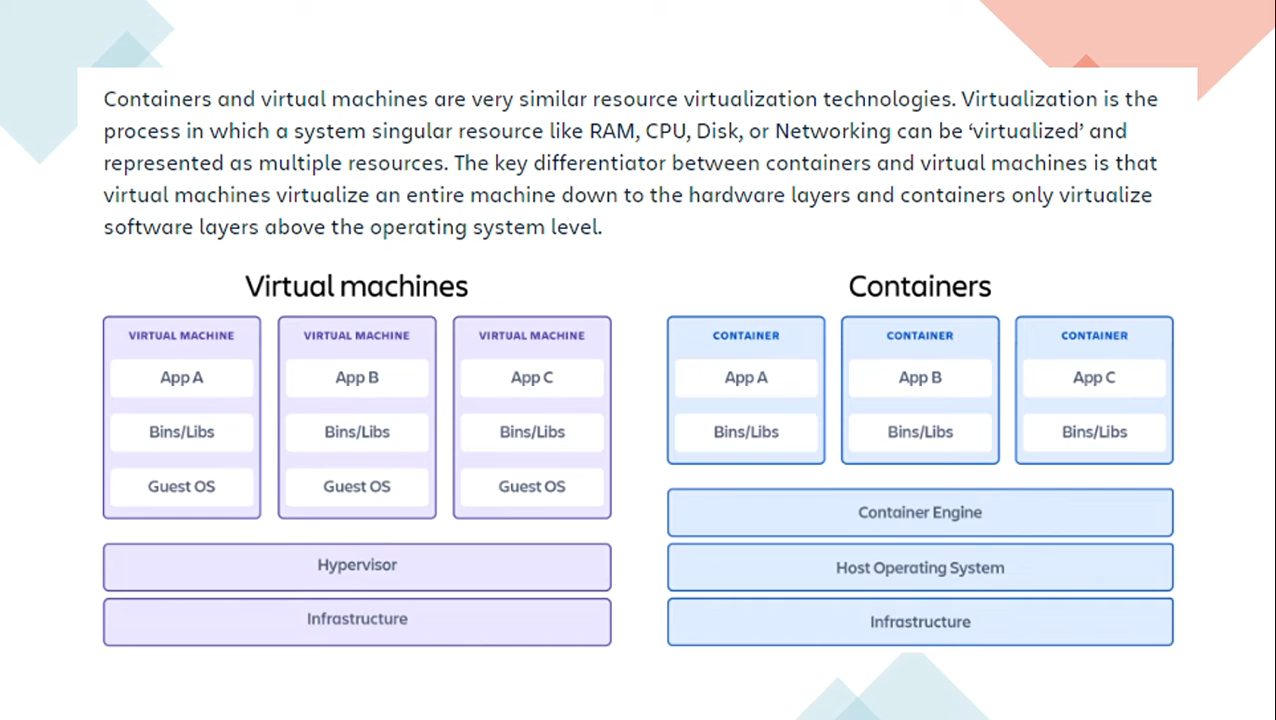 Containers and virtual machines are very similar resource virtualization technologies. Virtualization is the
process in which a system singular resource like RAM, CPU, Disk, or Networking can be ‘virtualized’ and
represented as multiple resources. The key differentiator between containers and virtual machines is that
virtual machines virtualize an entire machine down to the hardware layers and containers only virtualize
software layers above the operating system level.
Virtual machines
VIRTUAL MACHINE
App A
Bins/Libs
Guest OS
VIRTUAL MACHINE
App B
Bins/Libs
Guest OS
VIRTUAL MACHINE
App C
Bins/Libs
Guest OS
Hypervisor
Infrastructure
Containers
CONTAINER
App A
Bins/Libs
CONTAINER
App B
Bins/Libs
CONTAINER
App C
Bins/Libs
Container Engine
Host Operating System
Infrastructure